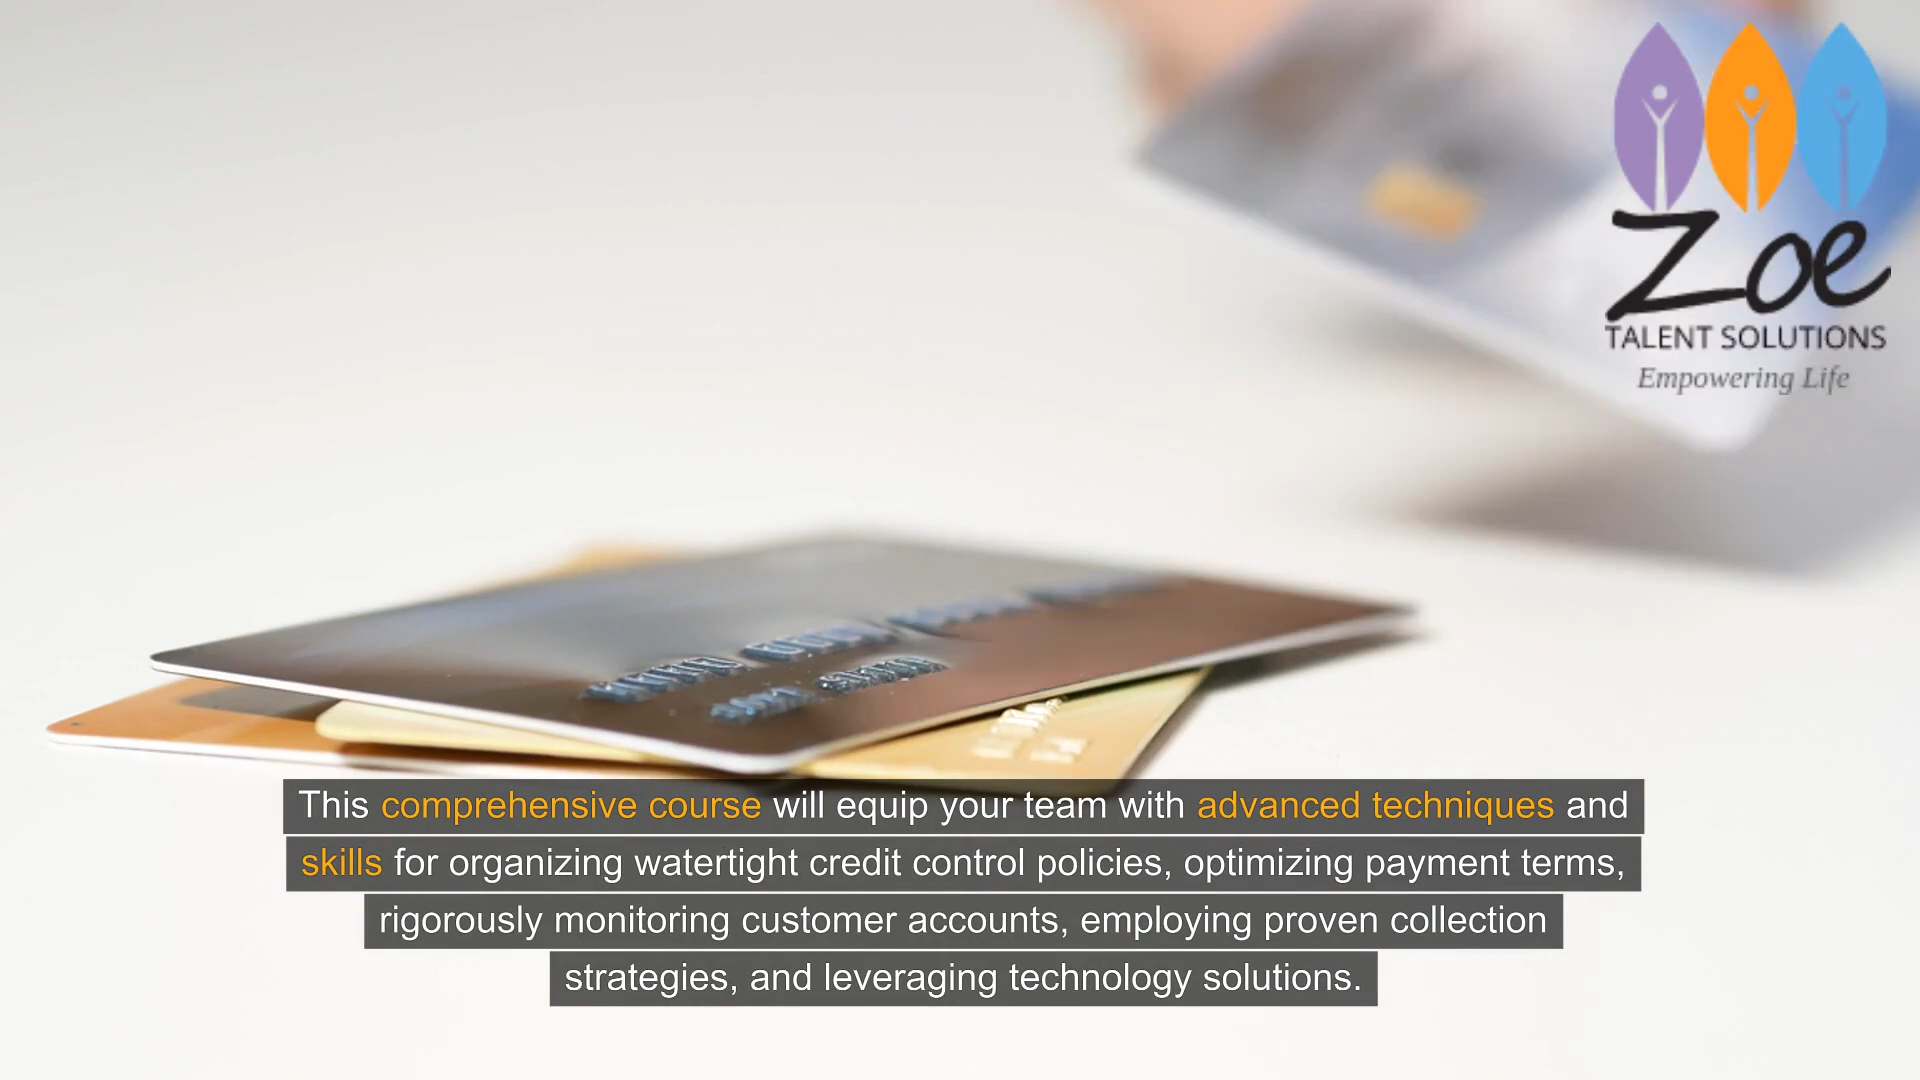 Zoe
TALENT SOLUTIONS
Empowering Life
This comprehensive course will equip your team with advanced techniques and
skills for organizing watertight credit control policies, optimizing payment terms,
rigorously monitoring customer accounts, employing proven collection
strategies, and leveraging technology solutions.